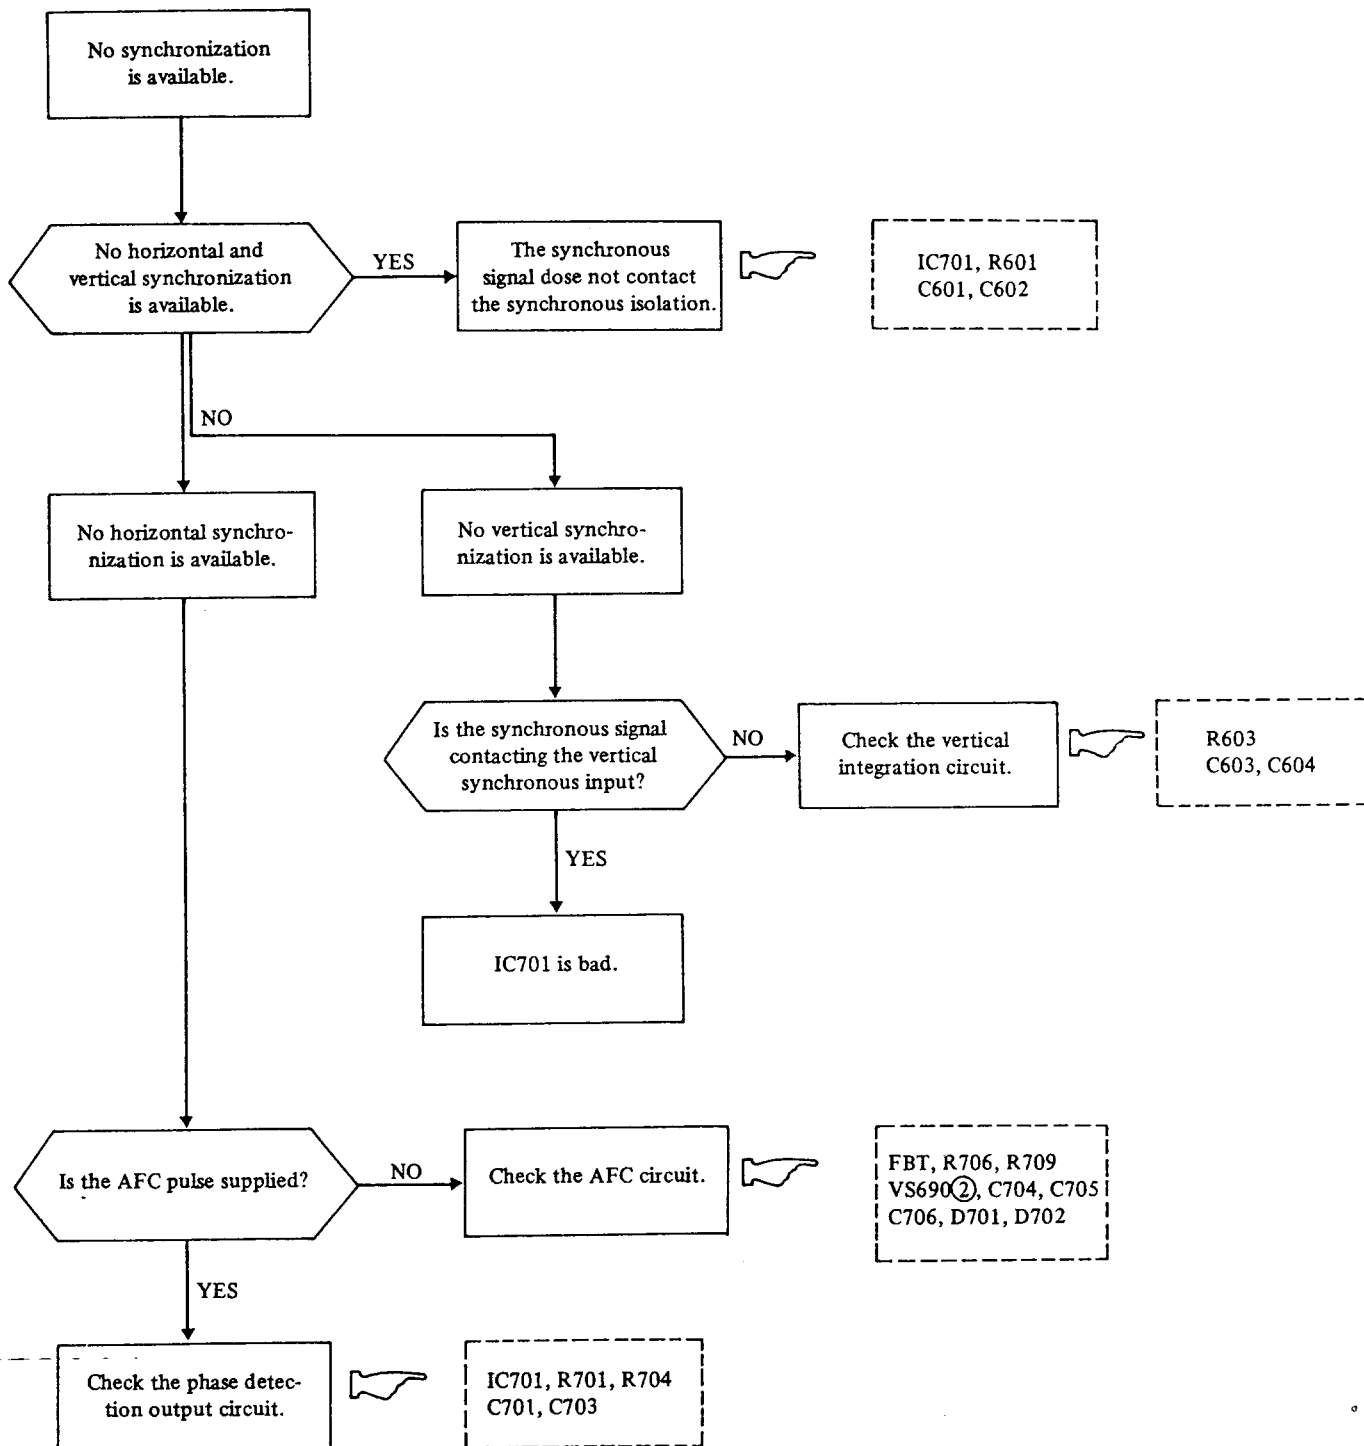 No synchronization
is available.
No horizontal and
vertical synchronization
is available.
YES
The synchronous
signal dose not contact
the synchronous isolation.
IC701, R601
C601, C602
NO
No horizontal synchro-
nization is available.
No vertical synchro-
nization is available.
Is the synchronous signal
contacting the vertical
synchronous input?
NO
Check the vertical
integration circuit.
R603
C603, C604
YES
IC701 is bad.
Is the AFC pulse supplied?
NO
Check the AFC circuit.
FBT, R706, R709
VS690②, C704, C705
C706, D701, D702
YES
Check the phase detec-
tion output circuit.
IC701, R701, R704
C701, C703